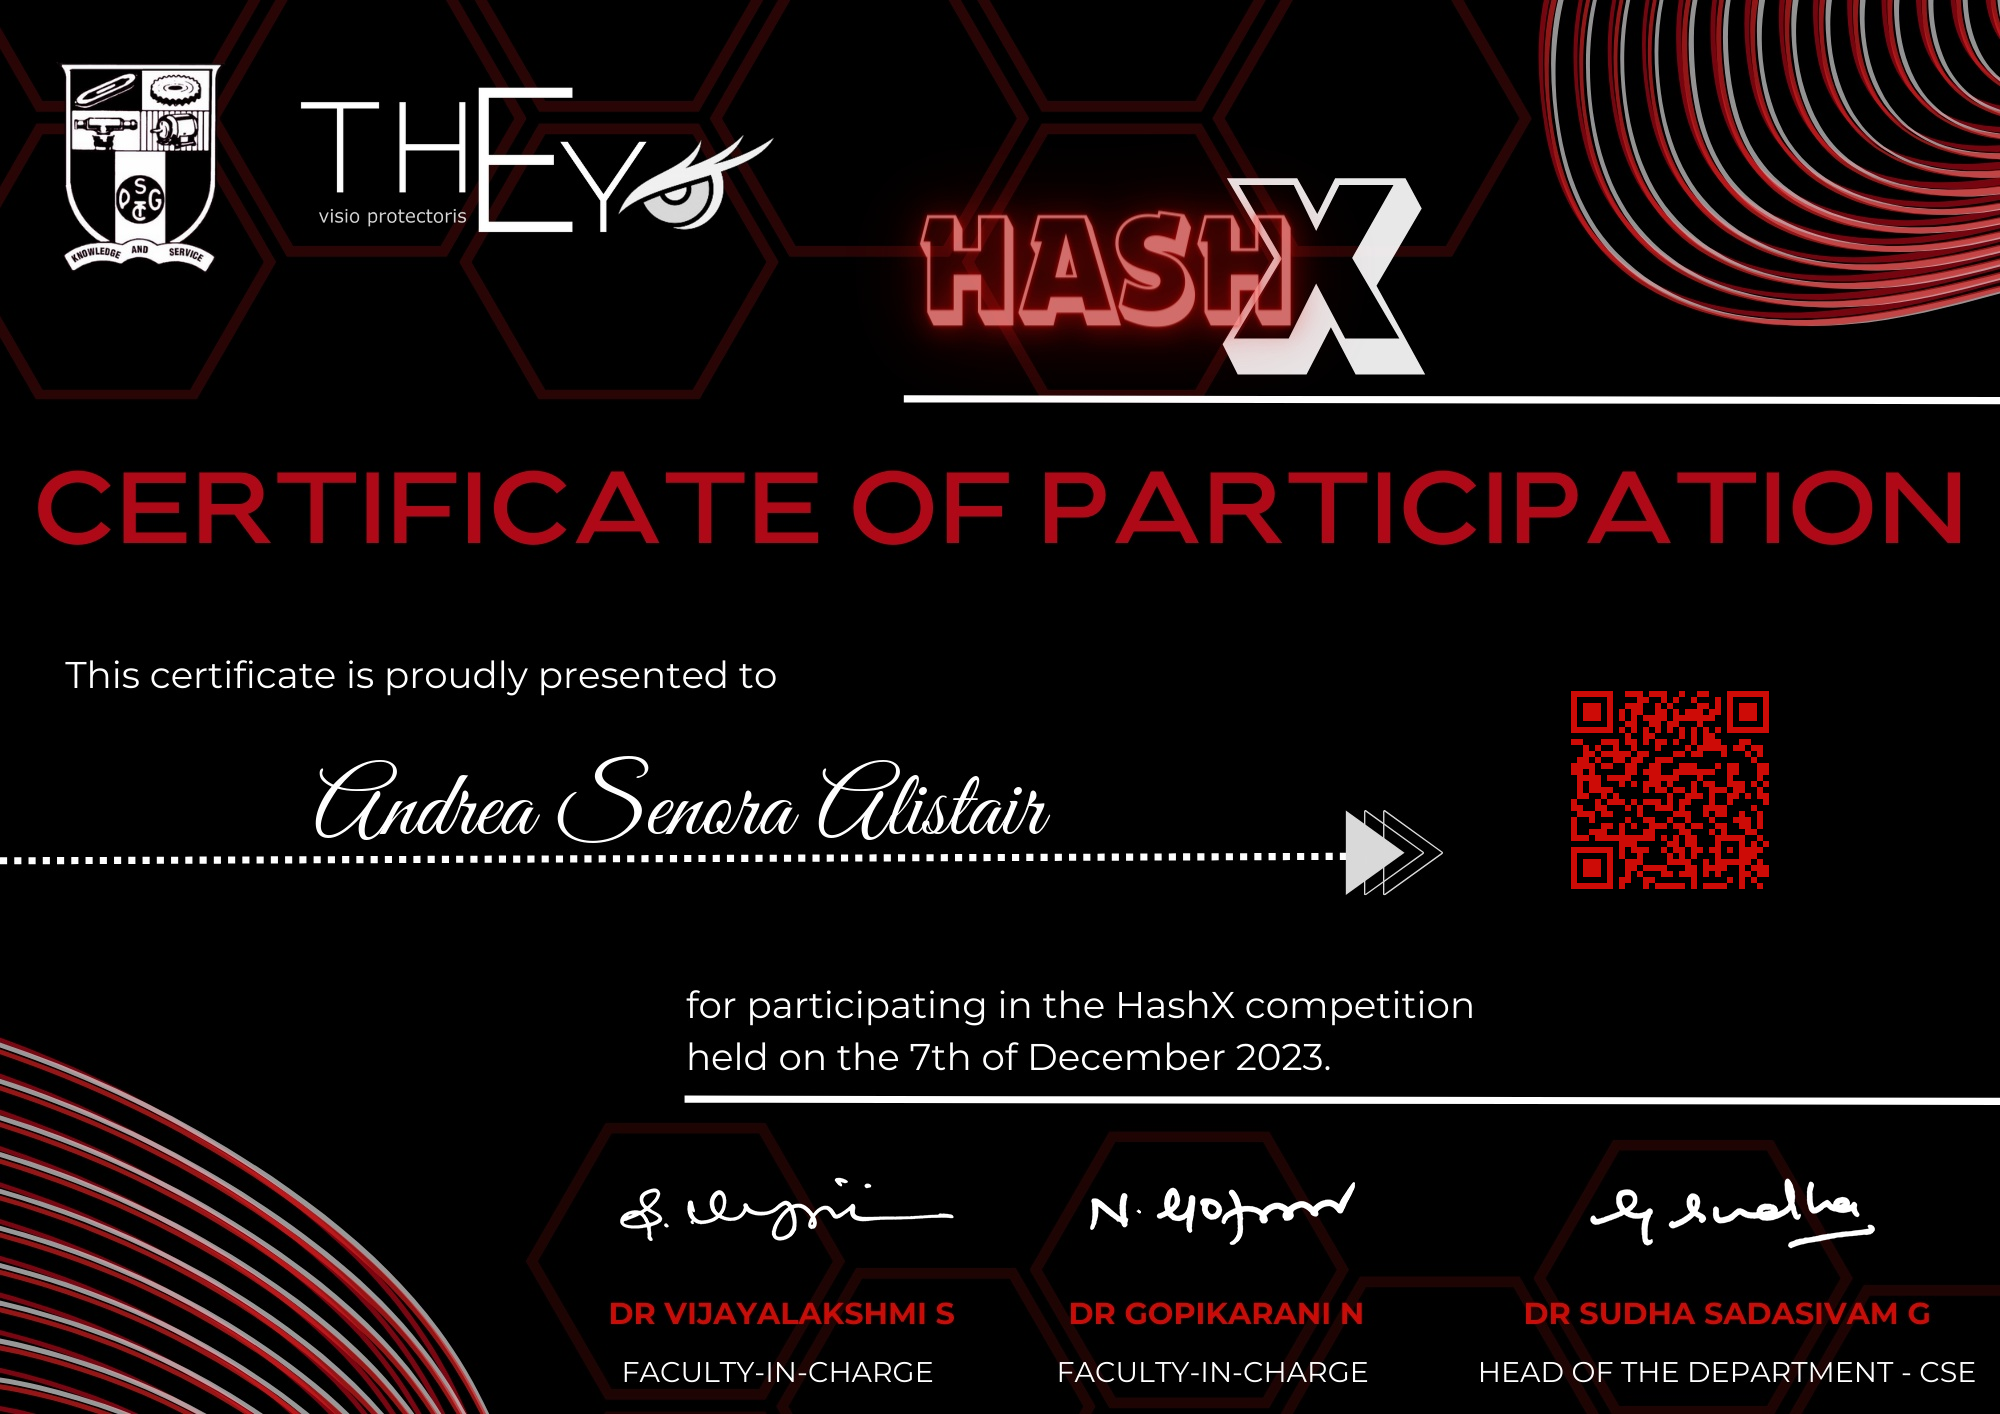 PSG
CT
KNOWLEDGE AND SERVICE
THEY
visio protectoris
HASHX
CERTIFICATE OF PARTICIPATION
This certificate is proudly presented to
Andrea Senora Alistair
for participating in the HashX competition
held on the 7th of December 2023.
N.
G Sudha
DR VIJAYALAKSHMI S
DR GOPIKARANI N
DR SUDHA SADASIVAM G
FACULTY-IN-CHARGE
FACULTY-IN-CHARGE
HEAD OF THE DEPARTMENT - CSE